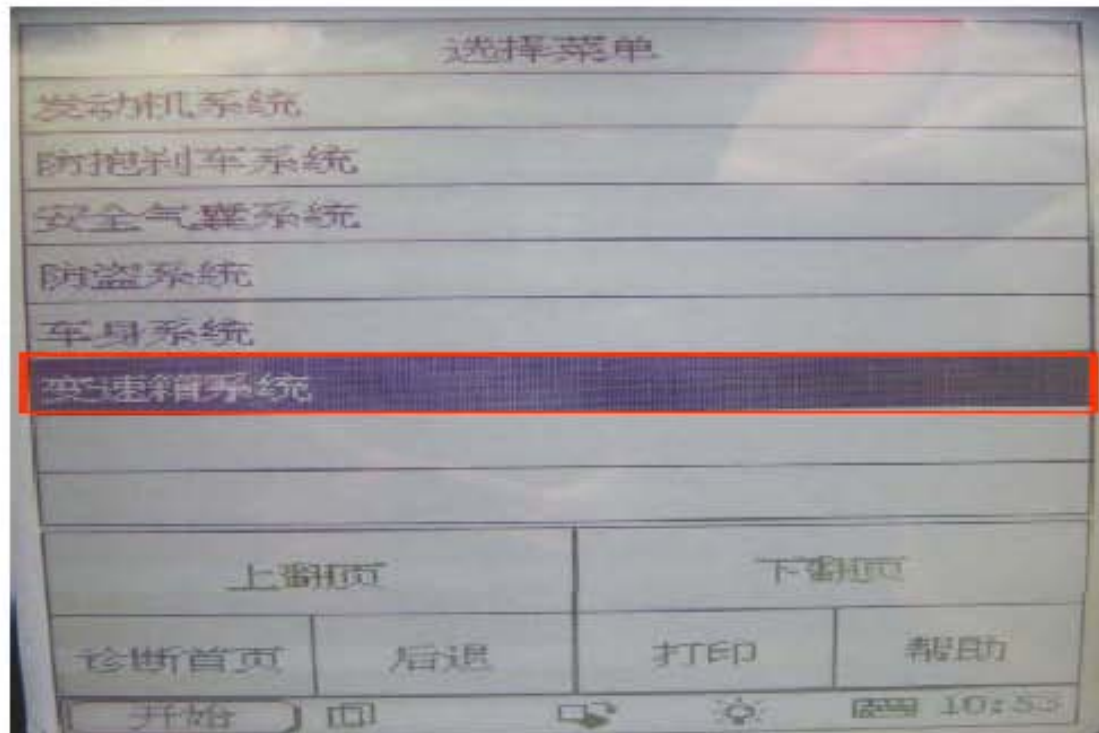 选择菜单
发动机系统
防抱刹车系统
安全气囊系统
防盗系统
车身系统
变速箱系统
上翻页 下翻页
诊断首页 后退 打印 帮助
开始 10:53